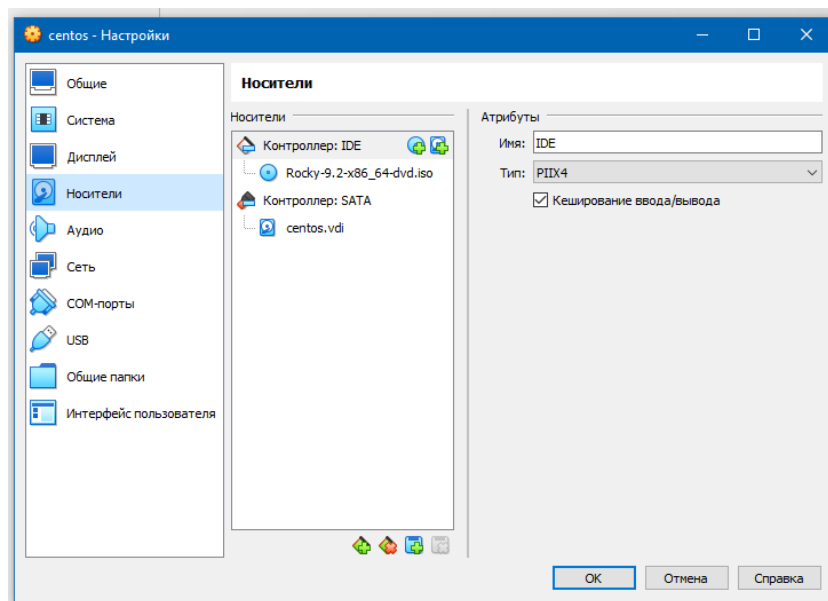 centos - Настройки
Общие
Система
Дисплей
Носители
Аудио
Сеть
COM-порты
USB
Общие папки
Интерфейс пользователя
Носители
Носители
Контроллер: IDE
Rocky-9.2-x86_64-dvd.iso
Контроллер: SATA
centos.vdi
Атрибуты
Имя: IDE
Тип: PIIX4
Кеширование ввода/вывода
OK
Отмена
Справка